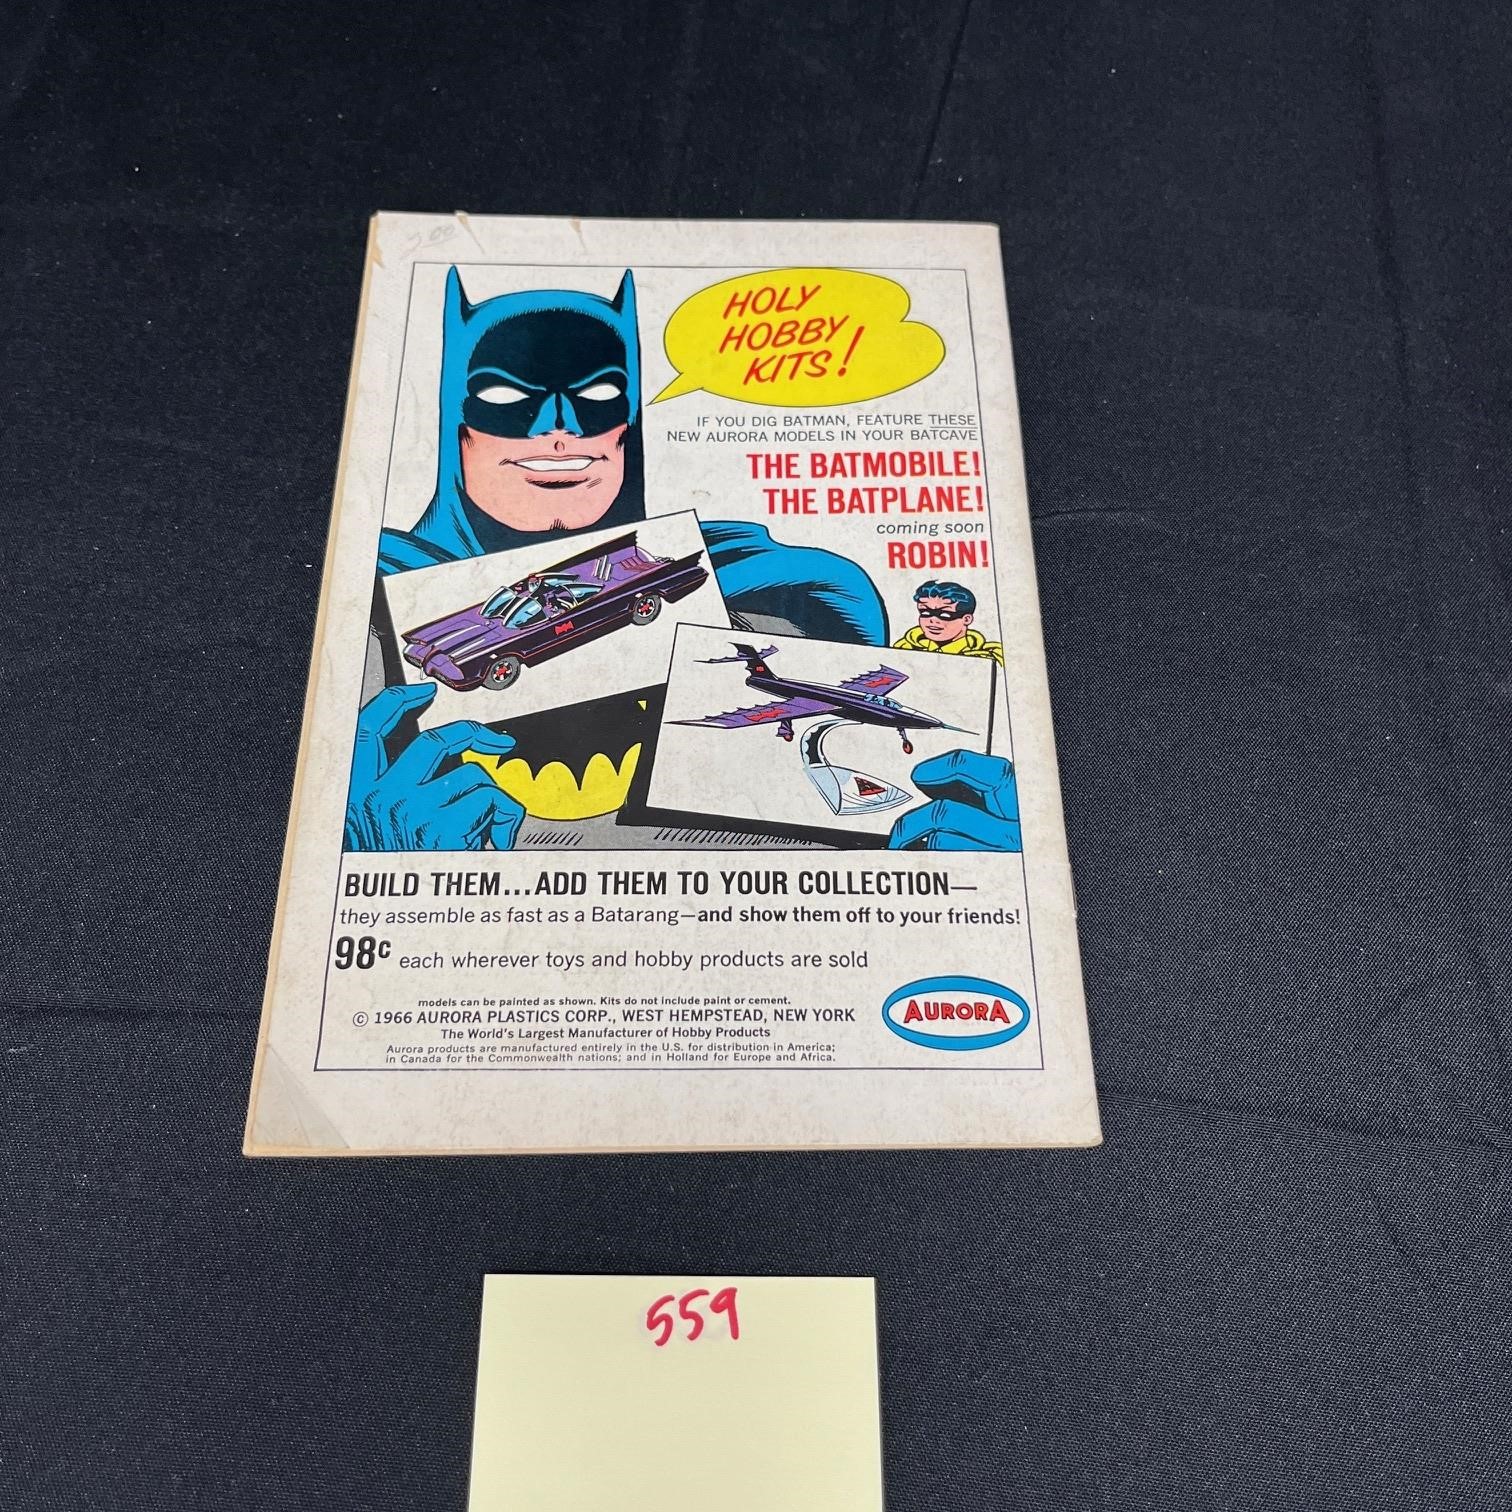 HOLY
HOBBY
KITS!
IF YOU DIG BATMAN, FEATURE THESE
NEW AURORA MODELS IN YOUR BATCAVE
THE BATMOBILE!
THE BATPLANE!
coming soon
ROBIN!
BUILD THEM...ADD THEM TO YOUR COLLECTION—
they assemble as fast as a Batarang—and show them off to your friends!
98c each wherever toys and hobby products are sold
models can be painted as shown. Kits do not include paint or cement.
© 1966 AURORA PLASTICS CORP., WEST HEMPSTEAD, NEW YORK
The World's Largest Manufacturer of Hobby Products
Aurora products are manufactured entirely in the U.S. for distribution in America;
in Canada for the Commonwealth nations; and in Holland for Europe and Africa.
AURORA
559